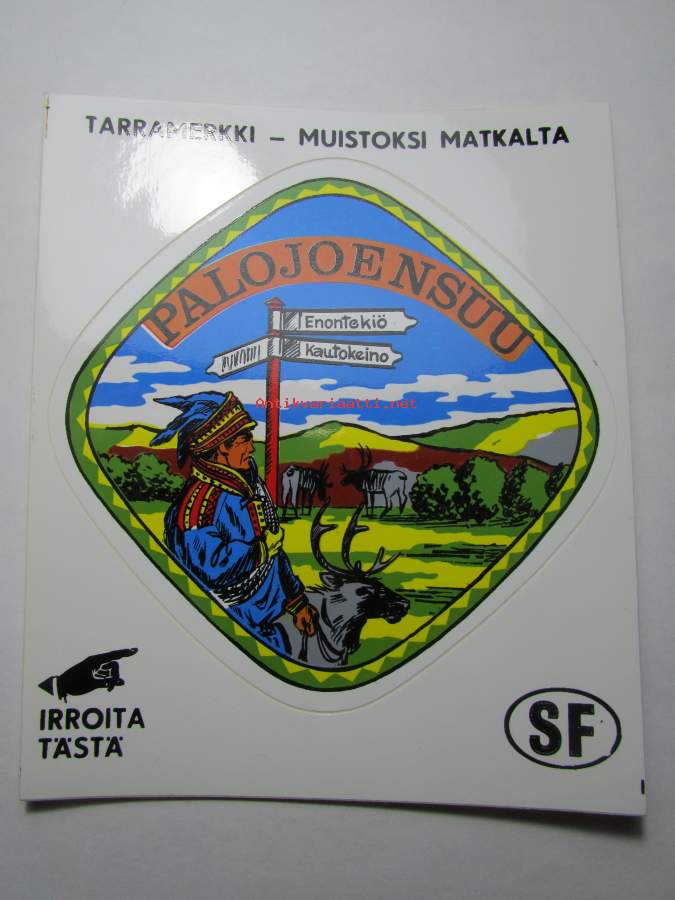 TARRAMERKKI – MUISTOKSI MATKALTA
PALOJOENSUU
Enontekiö
Kautokeino
Antikvariaatti.net
IRROITA
TÄSTÄ
SF